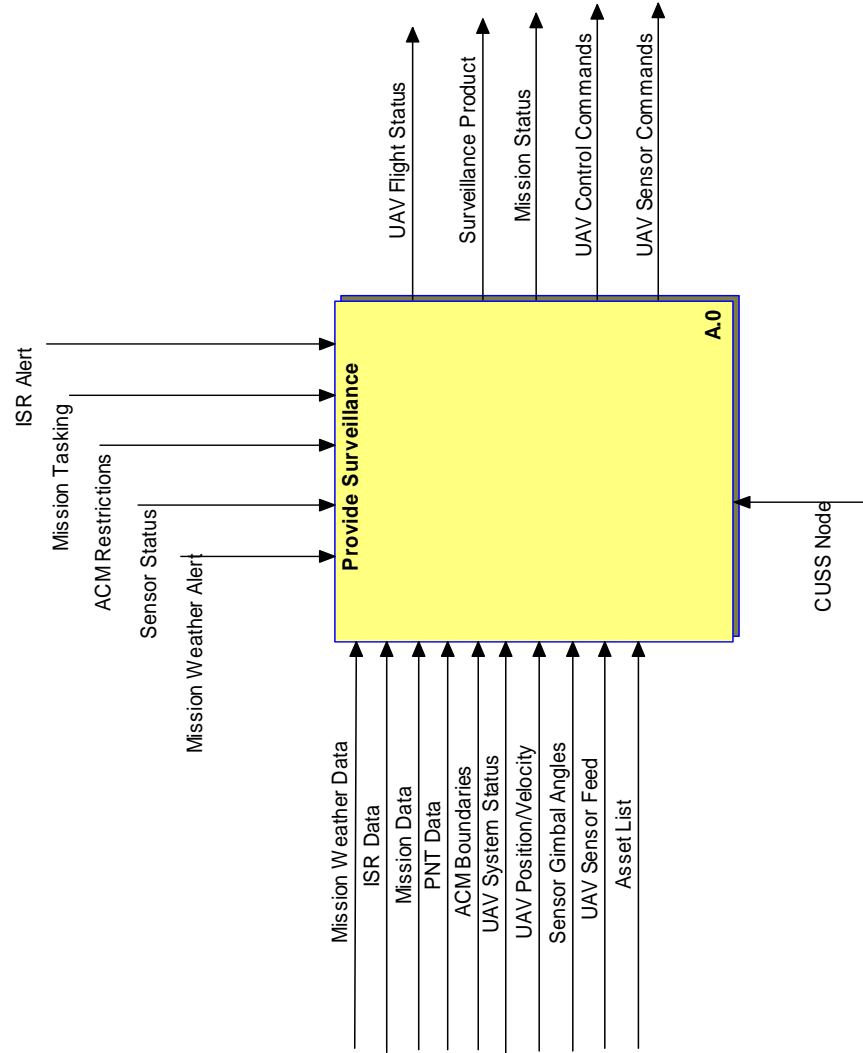 ISR Alert
Mission Tasking
ACM Restrictions
Sensor Status
Mission Weather Alert
Mission Weather Data
ISR Data
Mission Data
PNT Data
ACM Boundaries
UAV System Status
UAV Position/Velocity
Sensor Gimbal Angles
UAV Sensor Feed
Asset List
Provide Surveillance
A.0
UAV Flight Status
Surveillance Product
Mission Status
UAV Control Commands
UAV Sensor Commands
CUSS Node